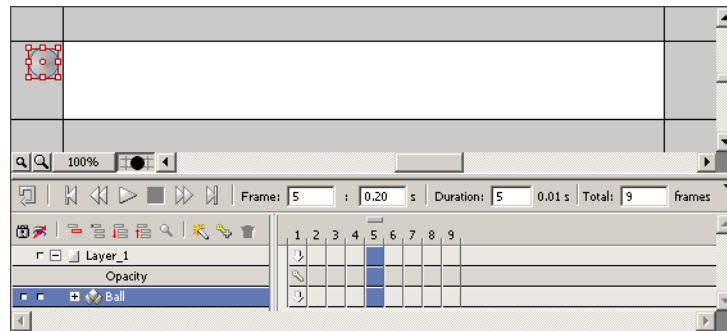 100%
Frame: 5 : 0.20 s Duration: 5 0.01 s Total: 9 frames
1 2 3 4 5 6 7 8 9
Layer_1
Opacity
Ball